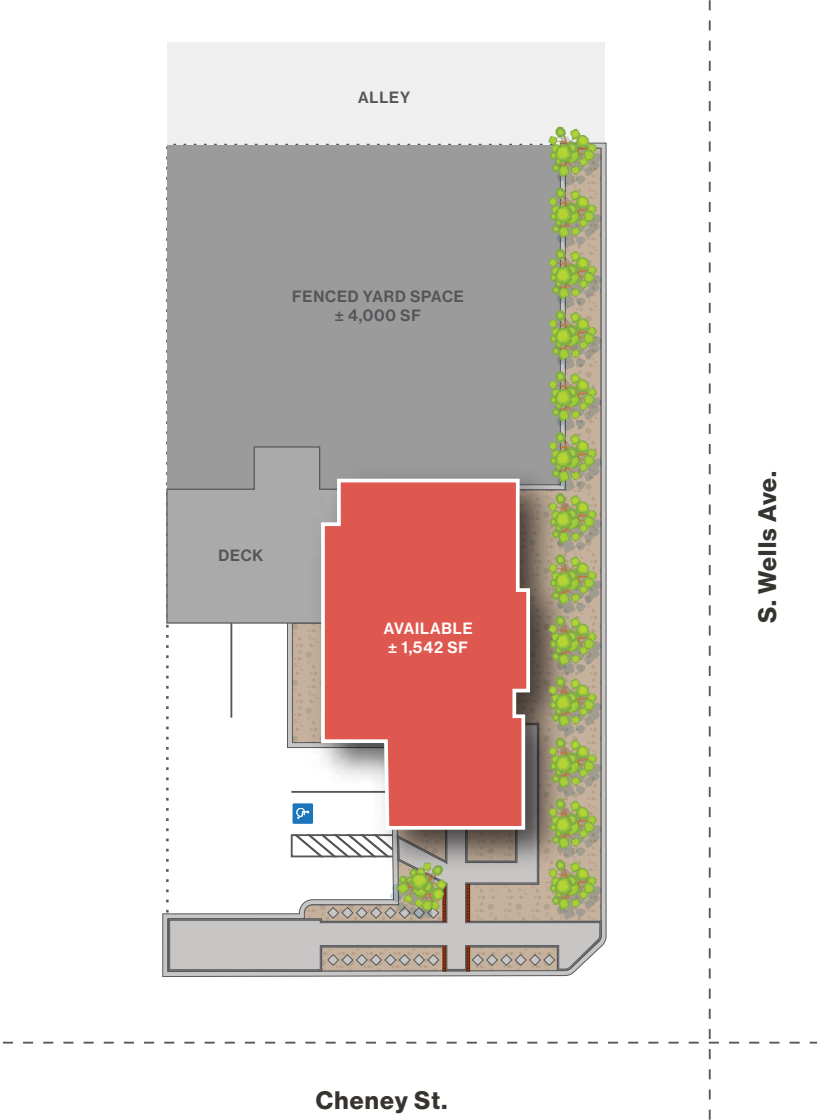 ALLEY
FENCED YARD SPACE
± 4,000 SF
DECK
AVAILABLE
± 1,542 SF
S. Wells Ave.
Cheney St.